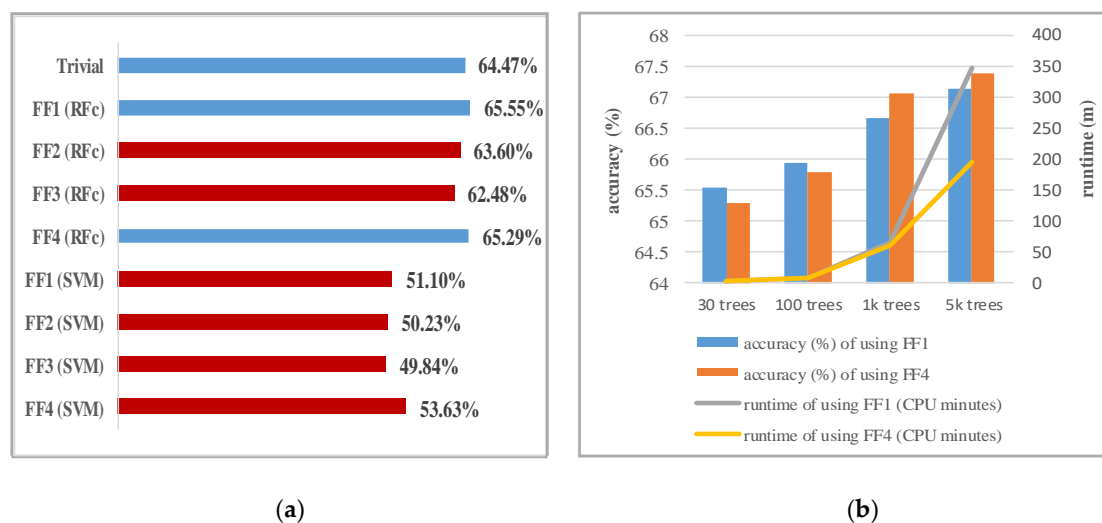 Trivial 64.47%
FF1 (RFc) 65.55%
FF2 (RFc) 63.60%
FF3 (RFc) 62.48%
FF4 (RFc) 65.29%
FF1 (SVM) 51.10%
FF2 (SVM) 50.23%
FF3 (SVM) 49.84%
FF4 (SVM) 53.63%
(a)
accuracy (%)
68
67.5
67
66.5
66
65.5
65
64.5
64
runtime (m)
400
350
300
250
200
150
100
50
0
30 trees 100 trees 1k trees 5k trees
accuracy (%) of using FF1
accuracy (%) of using FF4
runtime of using FF1 (CPU minutes)
runtime of using FF4 (CPU minutes)
(b)